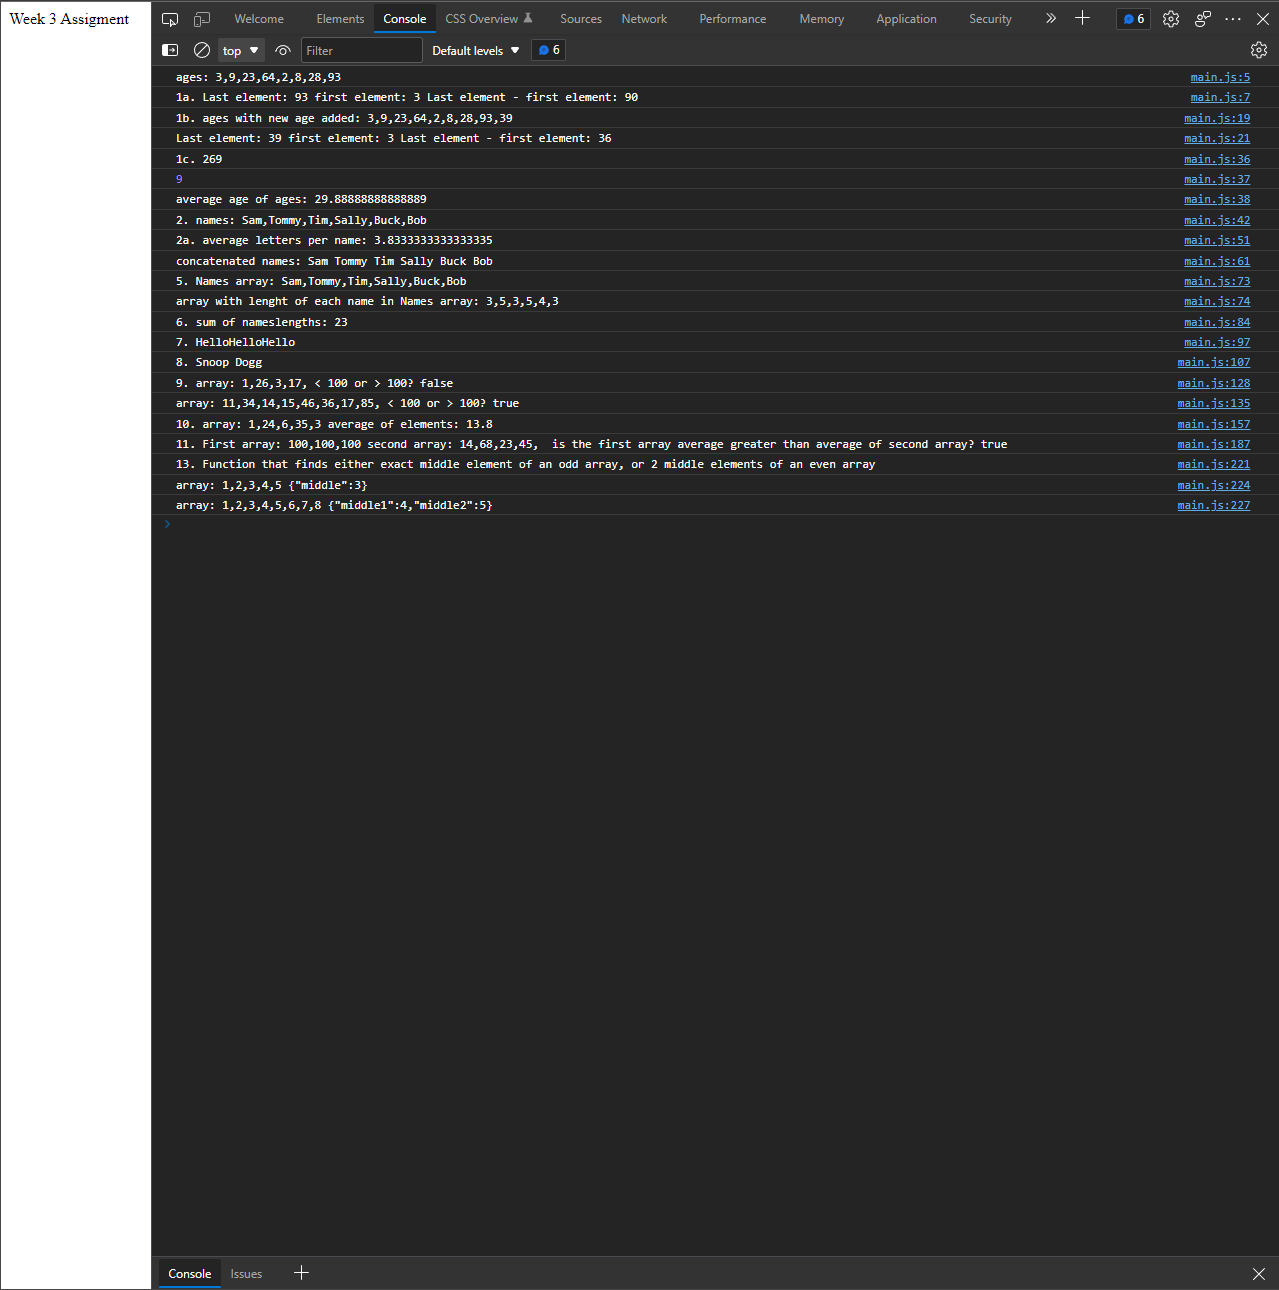 Week 3 Assigment
Welcome Elements Console CSS Overview Sources Network Performance Memory Application Security 6
top Filter Default levels 6
ages: 3,9,23,64,2,8,28,93 main.js:5
1a. Last element: 93 first element: 3 Last element - first element: 90 main.js:7
1b. ages with new age added: 3,9,23,64,2,8,28,93,39 main.js:19
Last element: 39 first element: 3 Last element - first element: 36 main.js:21
1c. 269 main.js:36
9 main.js:37
average age of ages: 29.88888888888889 main.js:38
2. names: Sam,Tommy,Tim,Sally,Buck,Bob main.js:42
2a. average letters per name: 3.8333333333333335 main.js:51
concatenated names: Sam Tommy Tim Sally Buck Bob main.js:61
5. Names array: Sam,Tommy,Tim,Sally,Buck,Bob main.js:73
array with lenght of each name in Names array: 3,5,3,5,4,3 main.js:74
6. sum of nameslengths: 23 main.js:84
7. HelloHelloHello main.js:97
8. Snoop Dogg main.js:107
9. array: 1,26,3,17, < 100 or > 100? false main.js:128
array: 11,34,14,15,46,36,17,85, < 100 or > 100? true main.js:135
10. array: 1,24,6,35,3 average of elements: 13.8 main.js:157
11. First array: 100,100,100 second array: 14,68,23,45,  is the first array average greater than average of second array? true main.js:187
13. Function that finds either exact middle element of an odd array, or 2 middle elements of an even array main.js:221
array: 1,2,3,4,5 {"middle":3} main.js:224
array: 1,2,3,4,5,6,7,8 {"middle1":4,"middle2":5} main.js:227
Console Issues